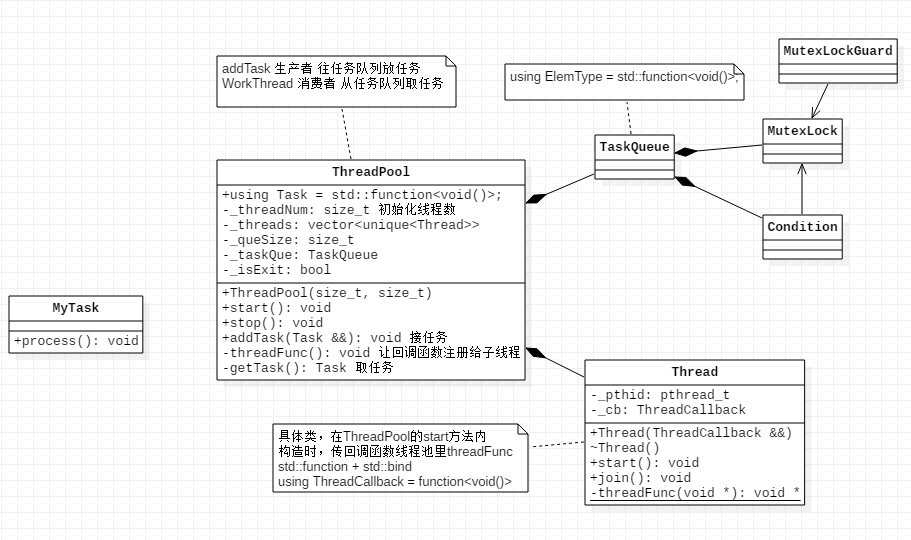 MutexLockGuard
addTask 生产者 往任务队列放任务
WorkThread 消费者 从任务队列取任务
using ElemType = std::function<void()>;
MutexLock
TaskQueue
ThreadPool
+using Task = std::function<void()>;
-_threadNum: size_t 初始化线程数
-_threads: vector<unique<Thread>>
-_queSize: size_t
-_taskQue: TaskQueue
-_isExit: bool
+ThreadPool(size_t, size_t)
+start(): void
+stop(): void
+addTask(Task &&): void 接任务
-threadFunc(): void 让回调函数注册给子线程
-getTask(): Task 取任务
Condition
MyTask
+process(): void
Thread
-_pthid: pthread_t
-_cb: ThreadCallback
+Thread(ThreadCallback &&)
~Thread()
+start(): void
+join(): void
-threadFunc(void *): void *
具体类，在ThreadPool的start方法内
构造时，传回调函数线程池里threadFunc
std::function + std::bind
using ThreadCallback = function<void()>